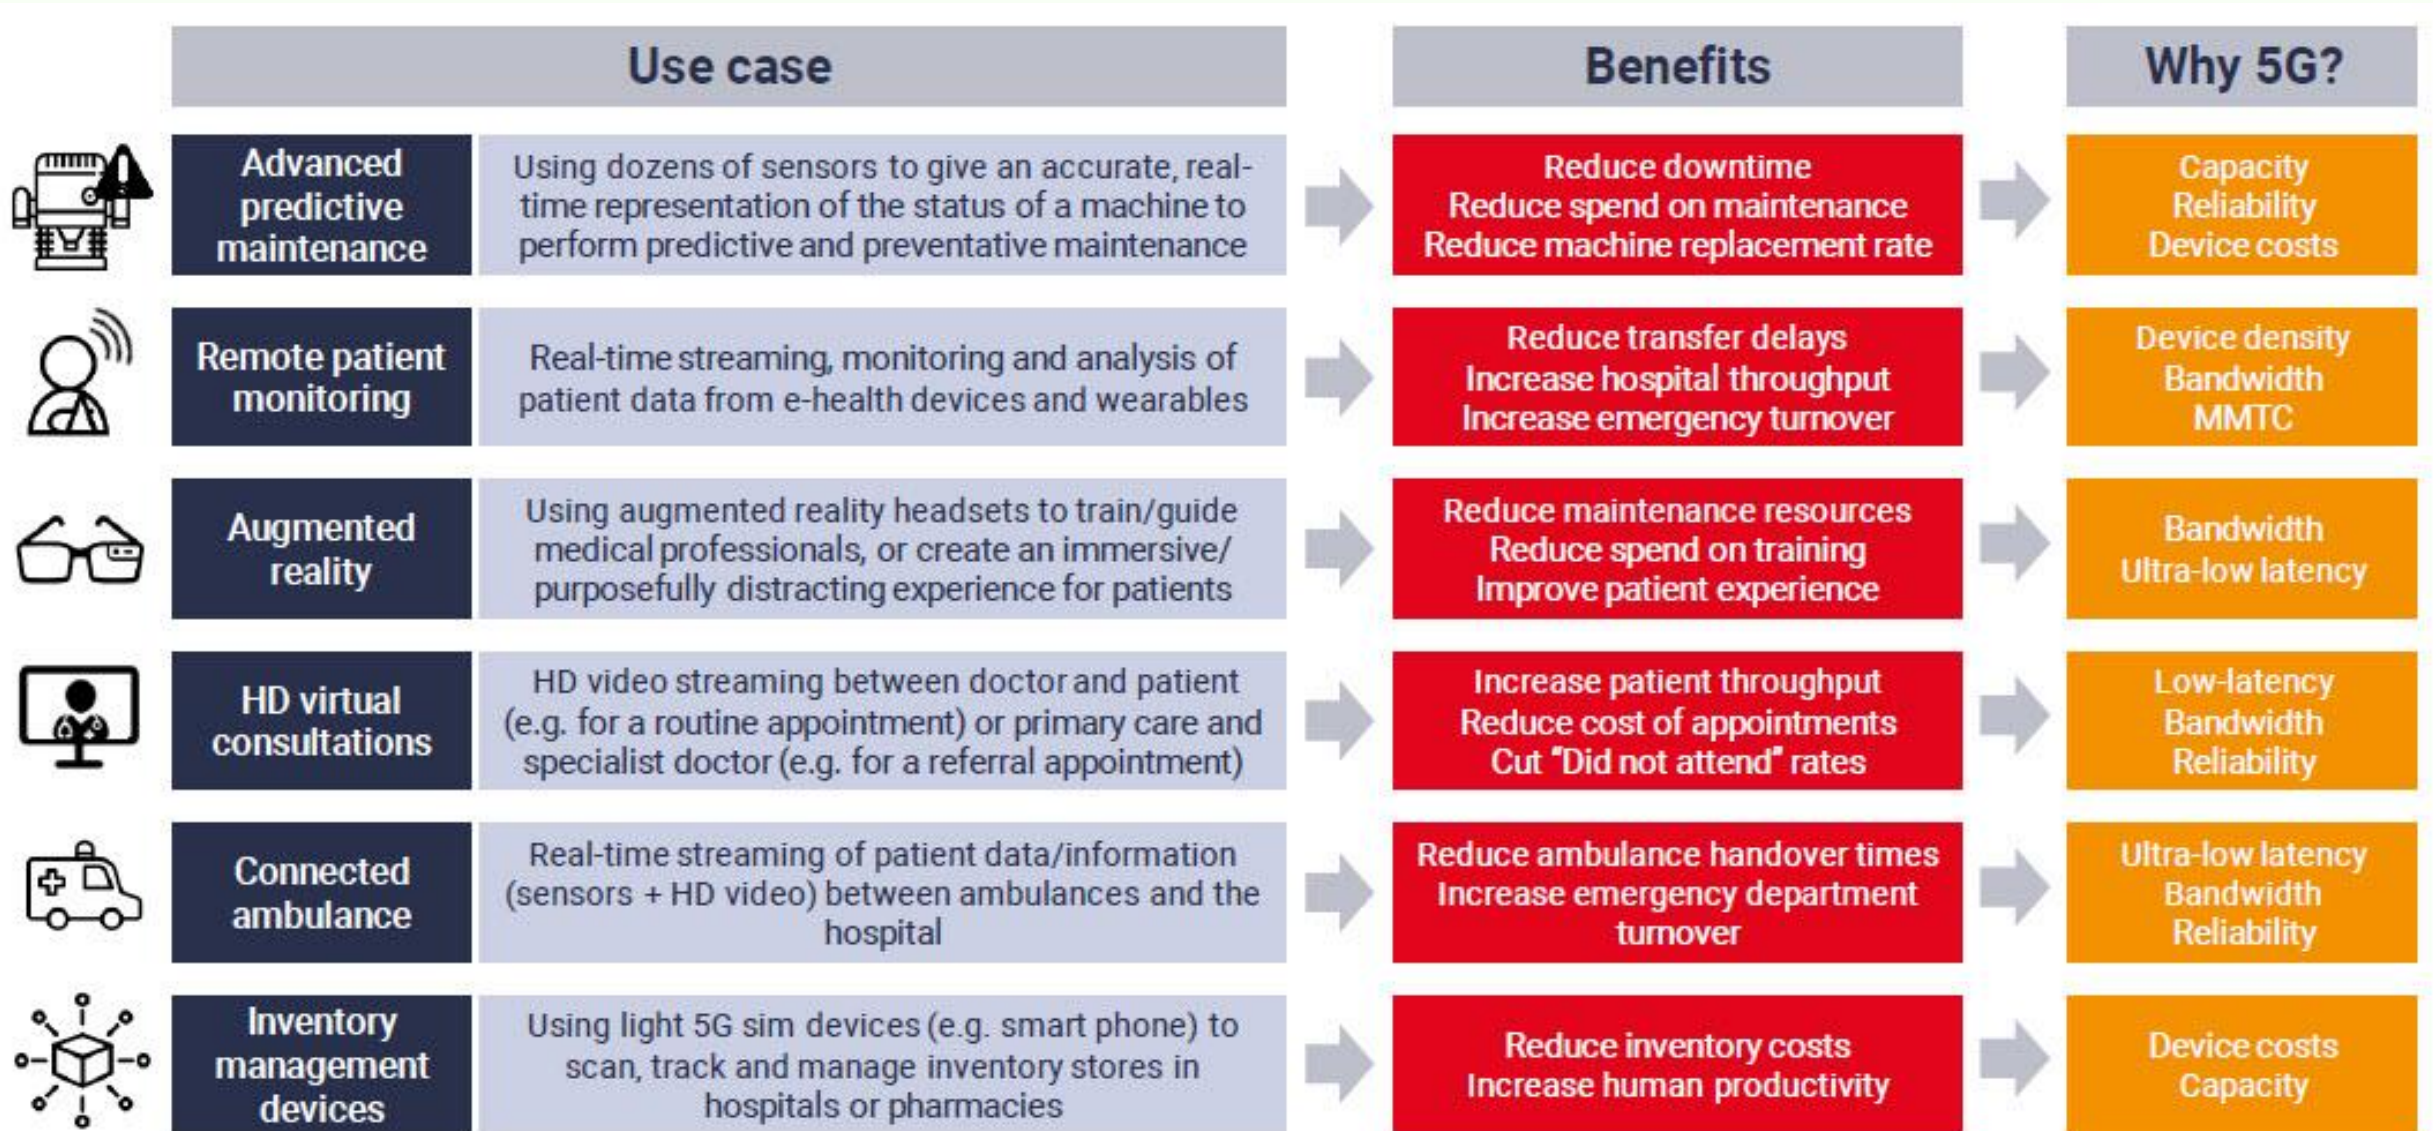 Use case
Benefits
Why 5G?
Advanced
predictive
maintenance
Using dozens of sensors to give an accurate, real-
time representation of the status of a machine to
perform predictive and preventative maintenance
Reduce downtime
Reduce spend on maintenance
Reduce machine replacement rate
Capacity
Reliability
Device costs
Remote patient
monitoring
Real-time streaming, monitoring and analysis of
patient data from e-health devices and wearables
Reduce transfer delays
Increase hospital throughput
Increase emergency turnover
Device density
Bandwidth
MMTC
Augmented
reality
Using augmented reality headsets to train/guide
medical professionals, or create an immersive/
purposefully distracting experience for patients
Reduce maintenance resources
Reduce spend on training
Improve patient experience
Bandwidth
Ultra-low latency
HD virtual
consultations
HD video streaming between doctor and patient
(e.g. for a routine appointment) or primary care and
specialist doctor (e.g. for a referral appointment)
Increase patient throughput
Reduce cost of appointments
Cut "Did not attend" rates
Low-latency
Bandwidth
Reliability
Connected
ambulance
Real-time streaming of patient data/information
(sensors + HD video) between ambulances and the
hospital
Reduce ambulance handover times
Increase emergency department
turnover
Ultra-low latency
Bandwidth
Reliability
Inventory
management
devices
Using light 5G sim devices (e.g. smart phone) to
scan, track and manage inventory stores in
hospitals or pharmacies
Reduce inventory costs
Increase human productivity
Device costs
Capacity